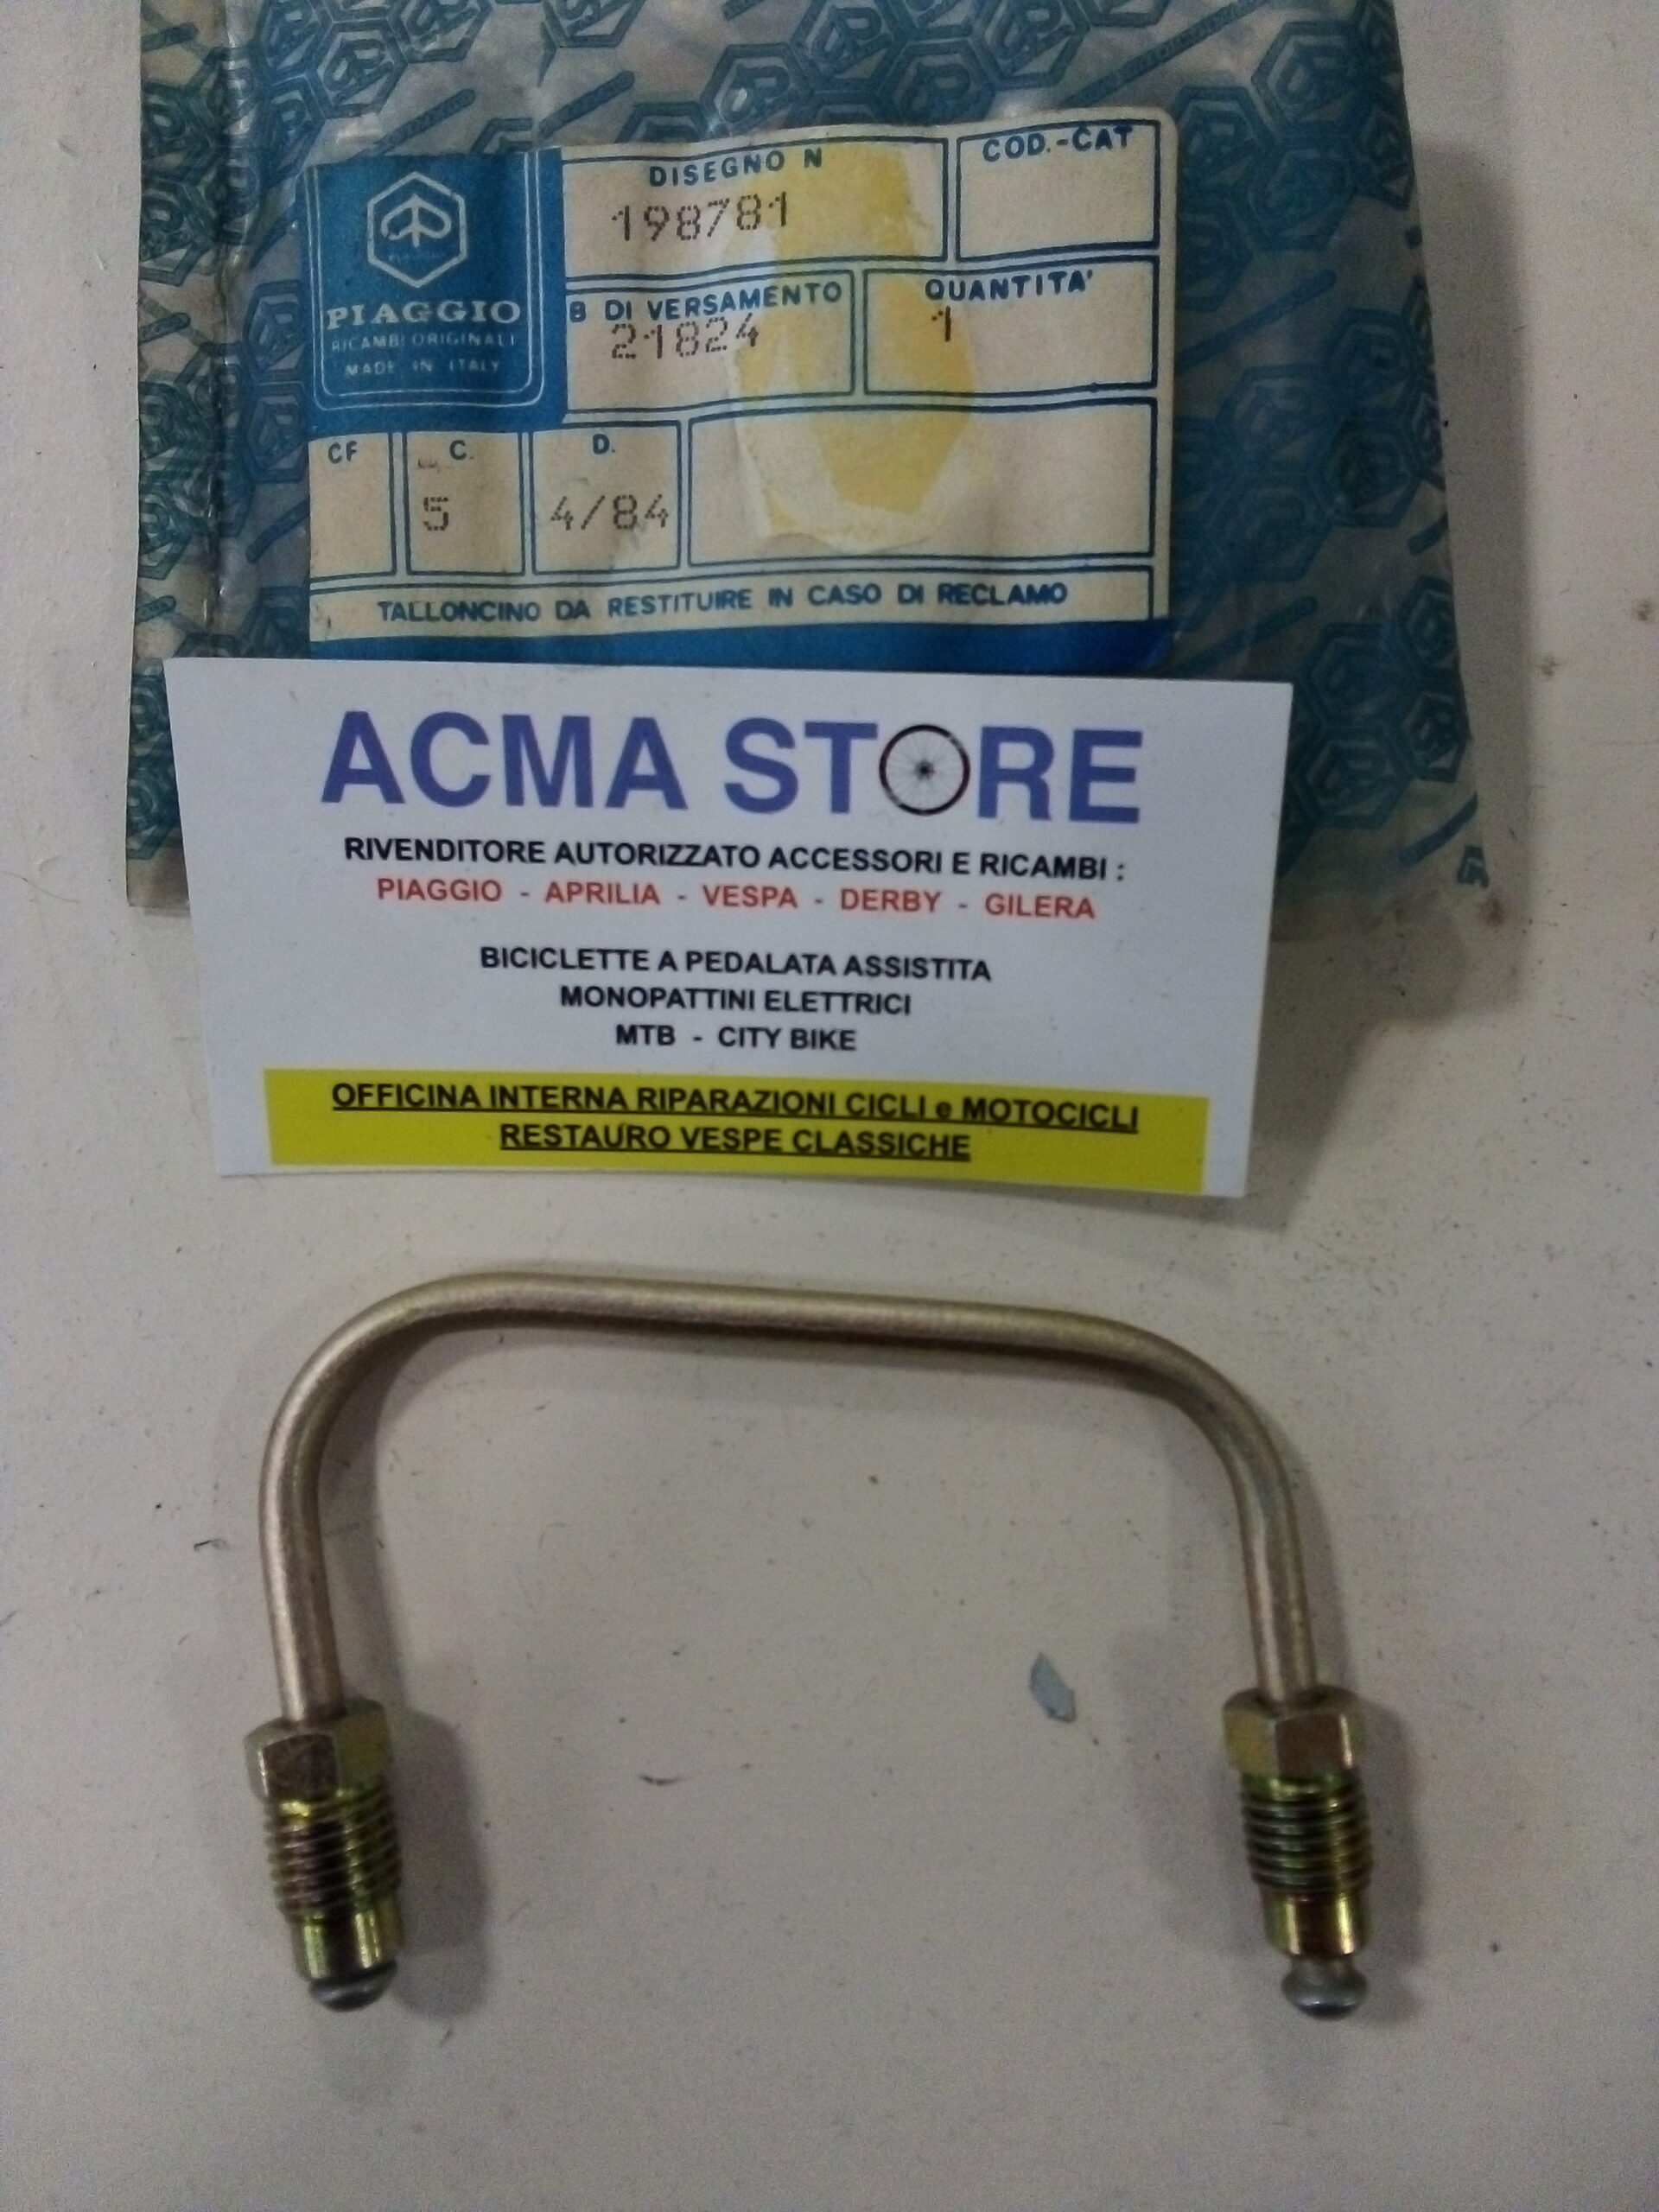 DISEGNO N
COD.-CAT
198781
PIAGGIO
RICAMBI ORIGINALI
MADE IN ITALY
B DI VERSAMENTO
QUANTITA'
21824
1
CF
C.
D.
5
4/84
TALLONCINO DA RESTITUIRE IN CASO DI RECLAMO
ACMA STORE
RIVENDITORE AUTORIZZATO ACCESSORI E RICAMBI :
PIAGGIO - APRILIA - VESPA - DERBY - GILERA
BICICLETTE A PEDALATA ASSISTITA
MONOPATTINI ELETTRICI
MTB - CITY BIKE
OFFICINA INTERNA RIPARAZIONI CICLI e MOTOCICLI
RESTAURO VESPE CLASSICHE